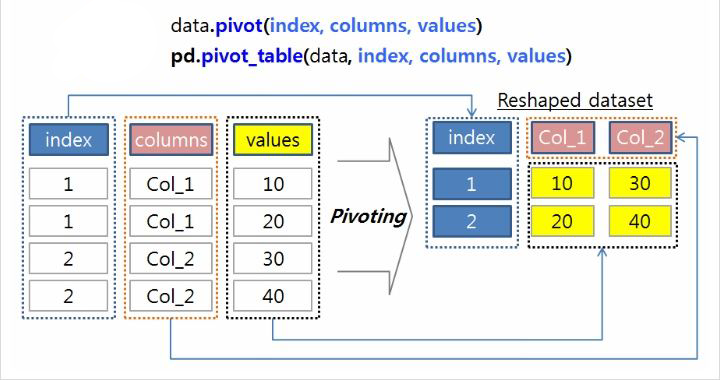 data.pivot(index, columns, values)
pd.pivot_table(data, index, columns, values)
Reshaped dataset
index columns values
index Col_1 Col_2
1 Col_1 10
1 Col_1 20
2 Col_2 30
2 Col_2 40
Pivoting
1 10 30
2 20 40